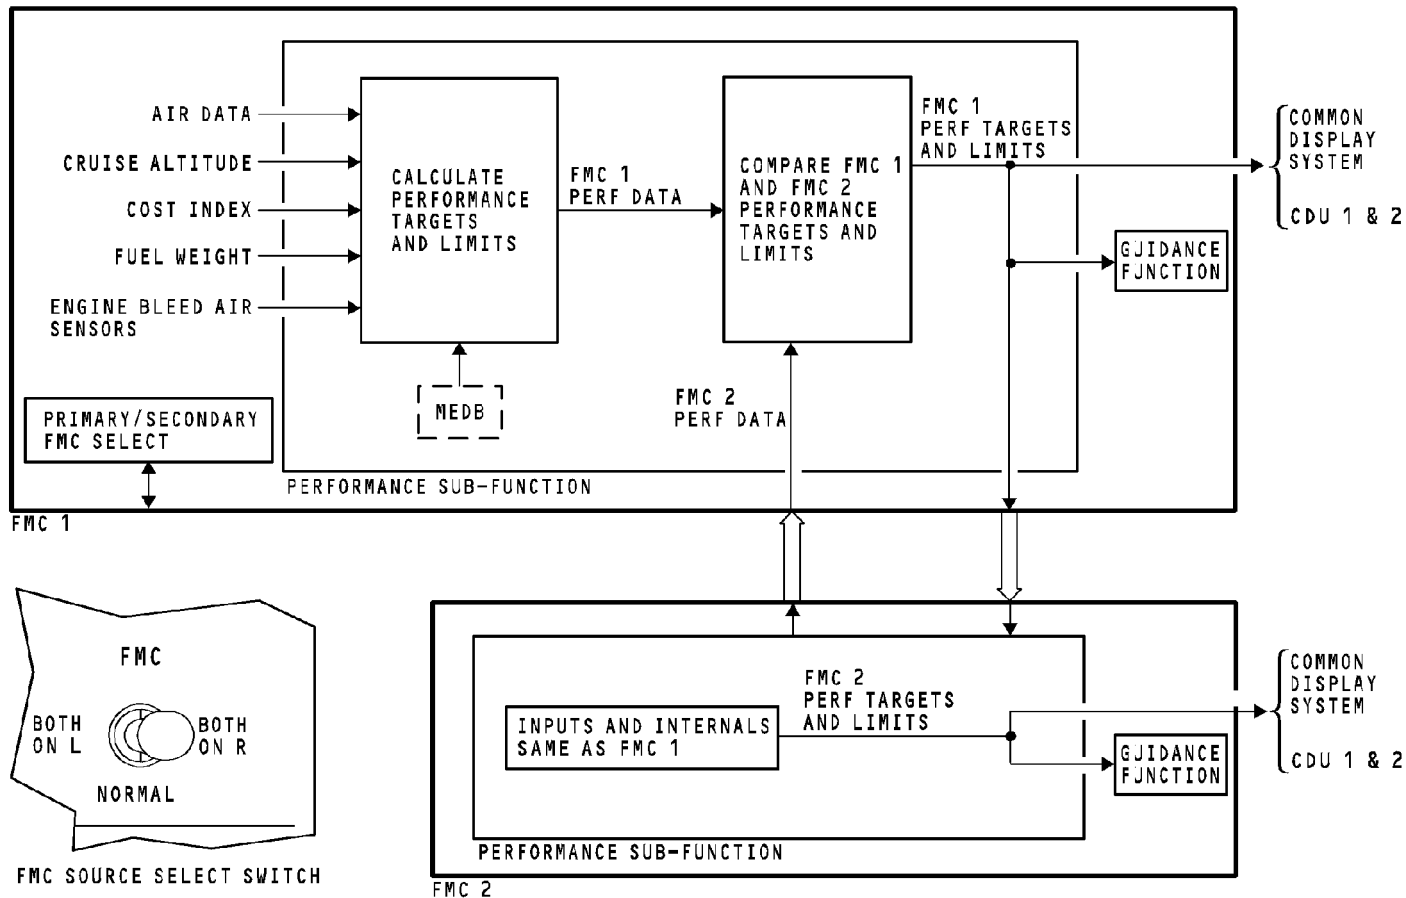 AIR DATA
CRUISE ALTITUDE
COST INDEX
FUEL WEIGHT
ENGINE BLEED AIR
SENSORS
CALCULATE
PERFORMANCE
TARGETS
AND LIMITS
MEDB
FMC 1
PERF DATA
COMPARE FMC 1
AND FMC 2
PERFORMANCE
TARGETS AND
LIMITS
FMC 1
PERF TARGETS
AND LIMITS
COMMON
DISPLAY
SYSTEM
CDU 1 & 2
GUIDANCE
FUNCTION
FMC 2
PERF DATA
PRIMARY/SECONDARY
FMC SELECT
PERFORMANCE SUB-FUNCTION
FMC 1
FMC
BOTH
ON L
BOTH
ON R
NORMAL
FMC SOURCE SELECT SWITCH
INPUTS AND INTERNALS
SAME AS FMC 1
FMC 2
PERF TARGETS
AND LIMITS
COMMON
DISPLAY
SYSTEM
CDU 1 & 2
GUIDANCE
FUNCTION
PERFORMANCE SUB-FUNCTION
FMC 2